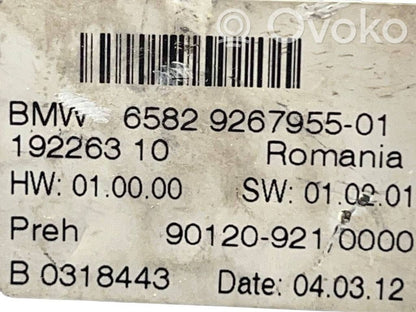 Ovoko
BMW 6582 9267955-01
192263 10 Romania
HW: 01.00.00 SW: 01.02.01
Preh 90120-921/0000
B 0318443 Date: 04.03.12